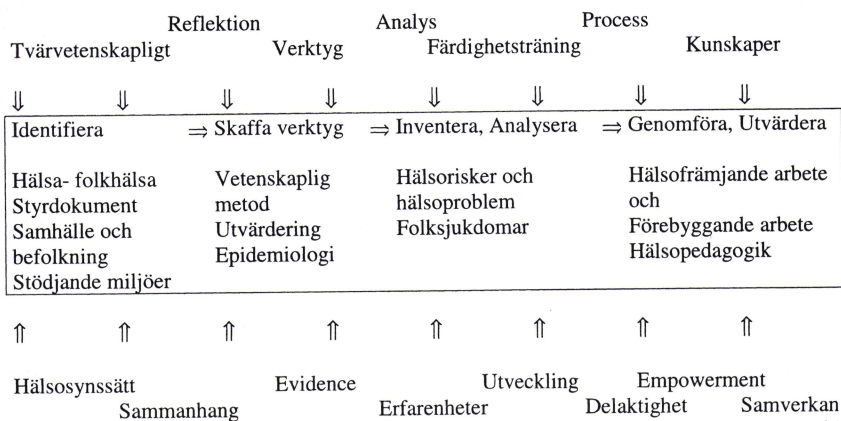 Reflektion Analys Process
Tvärvetenskapligt Verktyg Färdighetsträning Kunskaper
⇓ ⇓ ⇓ ⇓ ⇓ ⇓ ⇓ ⇓
Identifiera ⇒ Skaffa verktyg ⇒ Inventera, Analysera ⇒ Genomföra, Utvärdera
Hälsa- folkhälsa
Styrdokument
Samhälle och
befolkning
Stödjande miljöer
Vetenskaplig
metod
Utvärdering
Epidemiologi
Hälsorisker och
hälsoproblem
Folksjukdomar
Hälsofrämjande arbete
och
Förebyggande arbete
Hälsopedagogik
⇑ ⇑ ⇑ ⇑ ⇑ ⇑ ⇑ ⇑
Hälsosynssätt Evidence Utveckling Empowerment
Sammanhang Erfarenheter Delaktighet Samverkan